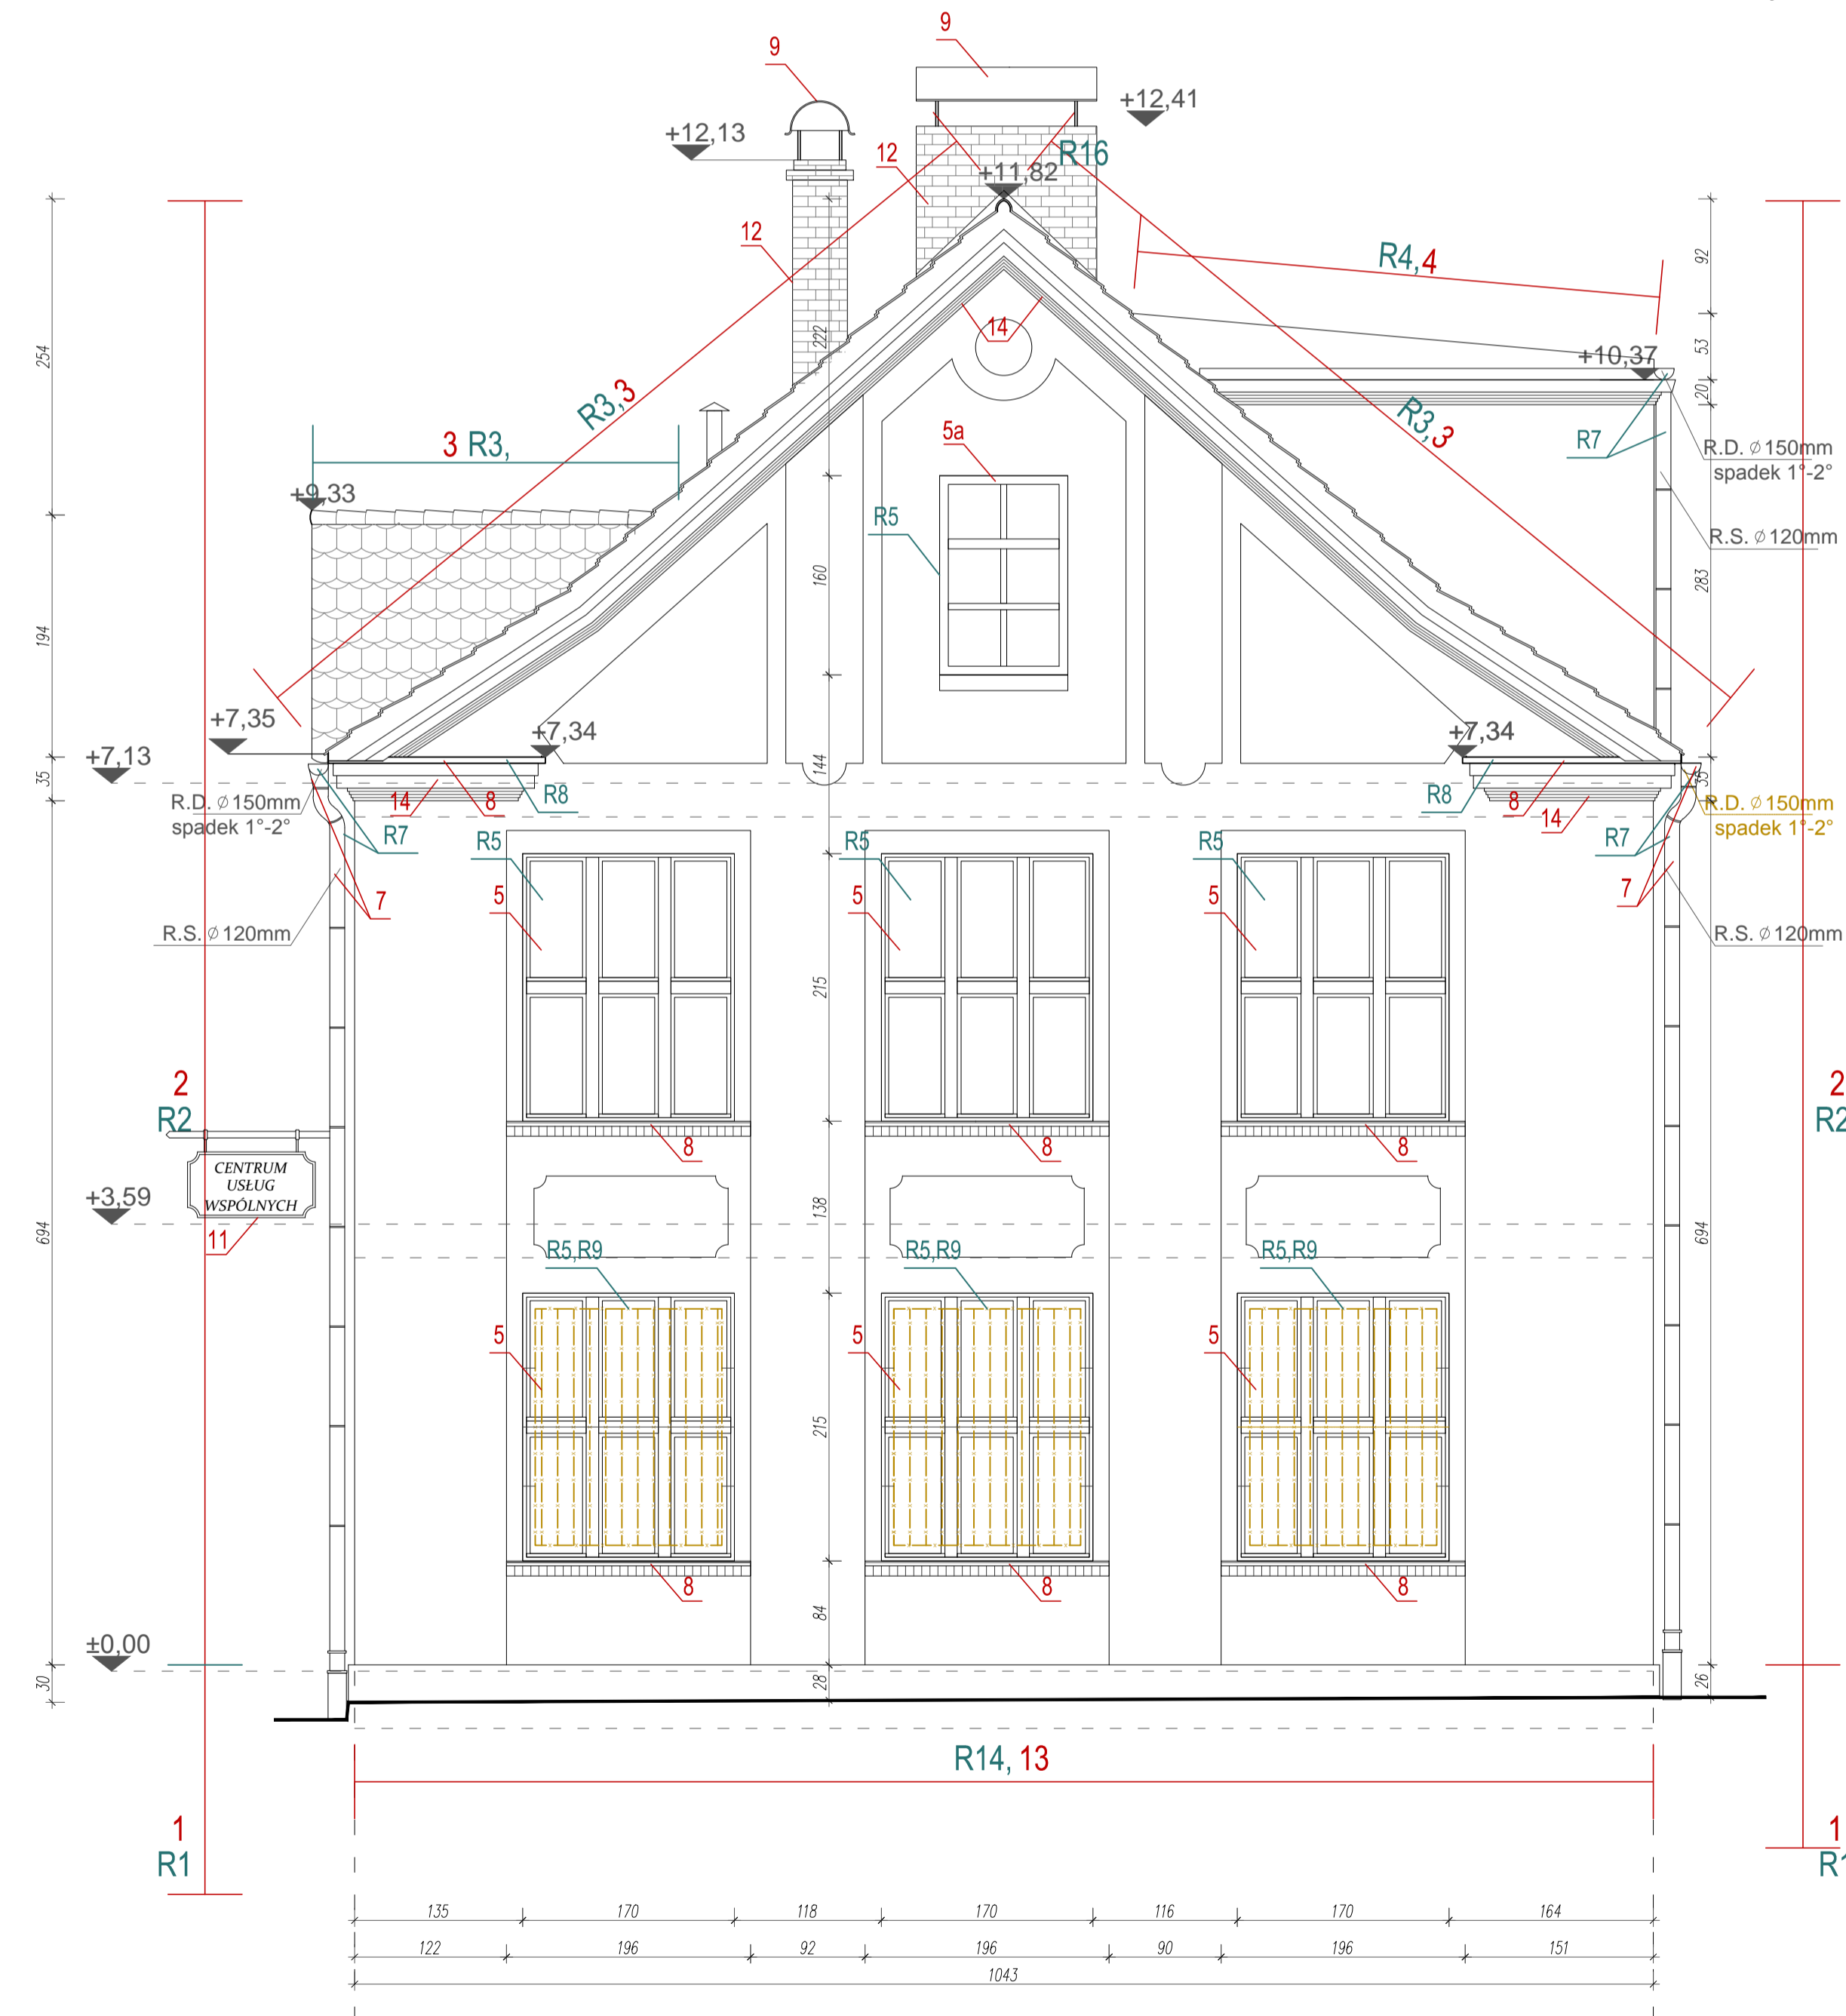 9
9
+12,41
+12,13
R16
12
+11,82
12
R4,4
92
222
14
53
254
+10,37
20
R3,3
R3,3
3 R3,
5a
R7
R.D. ∅150mm
spadek 1°-2°
+9,33
R5
R.S. ∅120mm
160
283
194
+7,35
+7,34
+7,34
+7,13
144
35
35
R.D. ∅150mm
spadek 1°-2°
14
8
R8
R8
8
14
R.D. ∅150mm
spadek 1°-2°
R7
R5
R5
R5
R7
7
5
5
5
7
R.S. ∅120mm
R.S. ∅120mm
215
2
R2
2
R2
8
8
8
CENTRUM
USŁUG
WSPÓLNYCH
+3,59
138
694
694
11
R5,R9
R5,R9
R5,R9
5
5
5
215
8
8
8
84
±0,00
30
28
26
R14, 13
1
R1
1
R1
135
170
118
170
116
170
164
122
196
92
196
90
196
151
1043